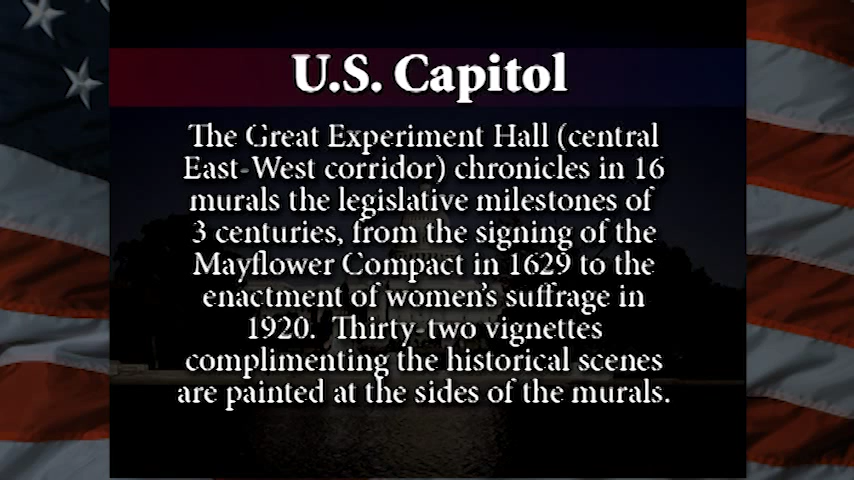 U.S. Capitol
The Great Experiment Hall (central
East-West corridor) chronicles in 16
murals the legislative milestones of
3 centuries, from the signing of the
Mayflower Compact in 1629 to the
enactment of women's suffrage in
1920.  Thirty-two vignettes
complimenting the historical scenes
are painted at the sides of the murals.